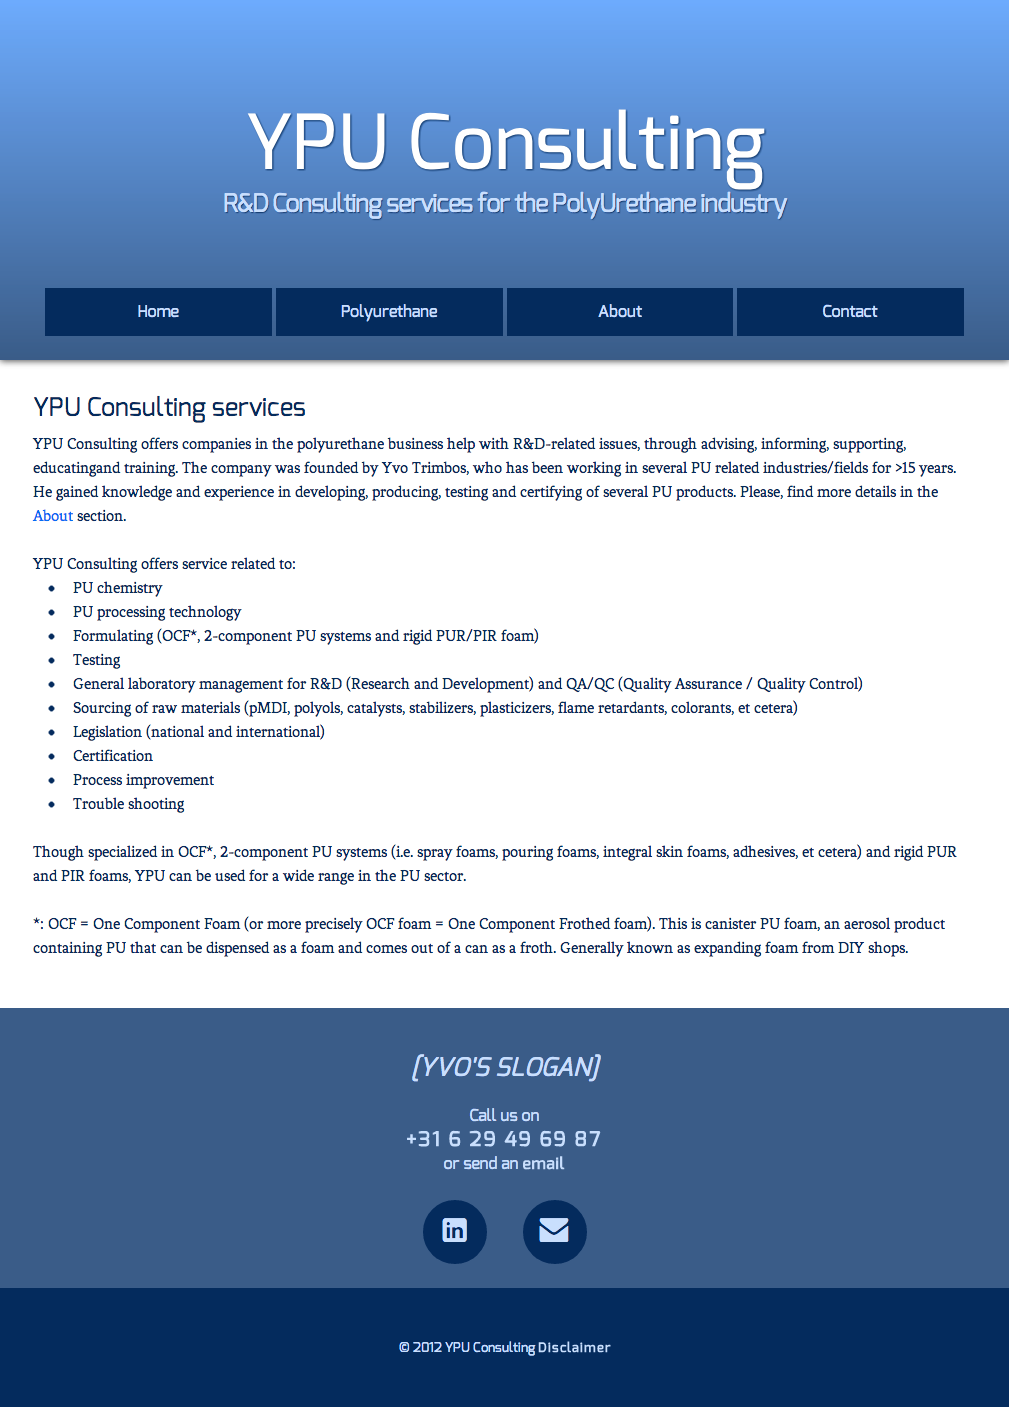 YPU Consulting
R&D Consulting services for the PolyUrethane industry
Home
Polyurethane
About
Contact
YPU Consulting services
YPU Consulting offers companies in the polyurethane business help with R&D-related issues, through advising, informing, supporting,
educatingand training. The company was founded by Yvo Trimbos, who has been working in several PU related industries/fields for >15 years.
He gained knowledge and experience in developing, producing, testing and certifying of several PU products. Please, find more details in the
About section.
YPU Consulting offers service related to:
• PU chemistry
• PU processing technology
• Formulating (OCF*, 2-component PU systems and rigid PUR/PIR foam)
• Testing
• General laboratory management for R&D (Research and Development) and QA/QC (Quality Assurance / Quality Control)
• Sourcing of raw materials (pMDI, polyols, catalysts, stabilizers, plasticizers, flame retardants, colorants, et cetera)
• Legislation (national and international)
• Certification
• Process improvement
• Trouble shooting
Though specialized in OCF*, 2-component PU systems (i.e. spray foams, pouring foams, integral skin foams, adhesives, et cetera) and rigid PUR
and PIR foams, YPU can be used for a wide range in the PU sector.
*: OCF = One Component Foam (or more precisely OCF foam = One Component Frothed foam). This is canister PU foam, an aerosol product
containing PU that can be dispensed as a foam and comes out of a can as a froth. Generally known as expanding foam from DIY shops.
[YVO'S SLOGAN]
Call us on
+31 6 29 49 69 87
or send an email
in
© 2012 YPU Consulting Disclaimer